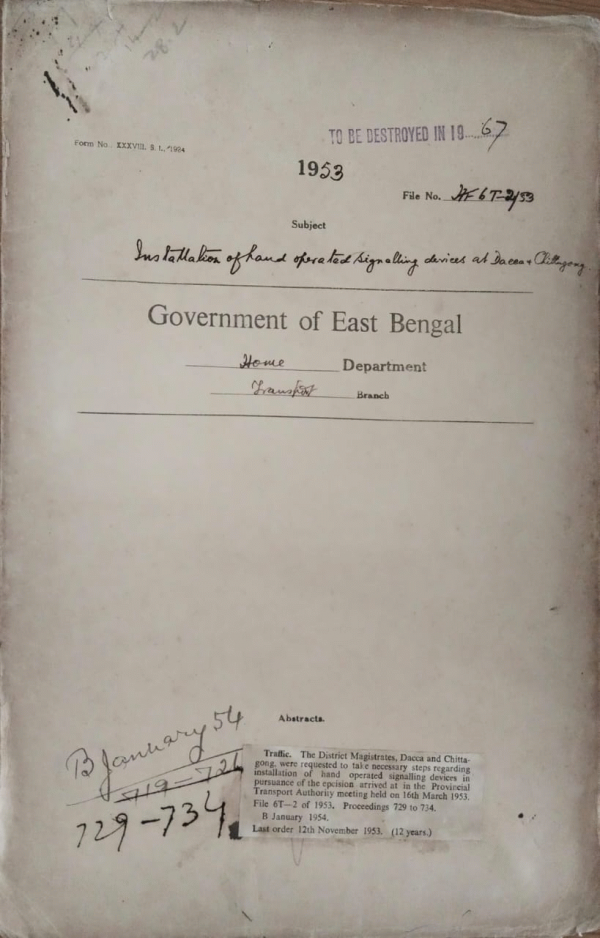 28.2
Form No. XXXVIII. B. I., 1924
TO BE DESTROYED IN 19 67
1953
File No. 6T-2/53
Subject
Installation of hand operated signalling devices at Dacca & Chittagong.
Government of East Bengal
Home Department
Transport Branch
Abstracts.
B January 54
719-726
729-734
Traffic. The District Magistrates, Dacca and Chitta-
gong, were requested to take necessary steps regarding
installation of hand operated signalling devices in
pursuance of the epcision arrived at in the Provincial
Transport Authority meeting held on 16th March 1953.
File 6T—2 of 1953. Proceedings 729 to 734.
B January 1954.
Last order 12th November 1953. (12 years.)